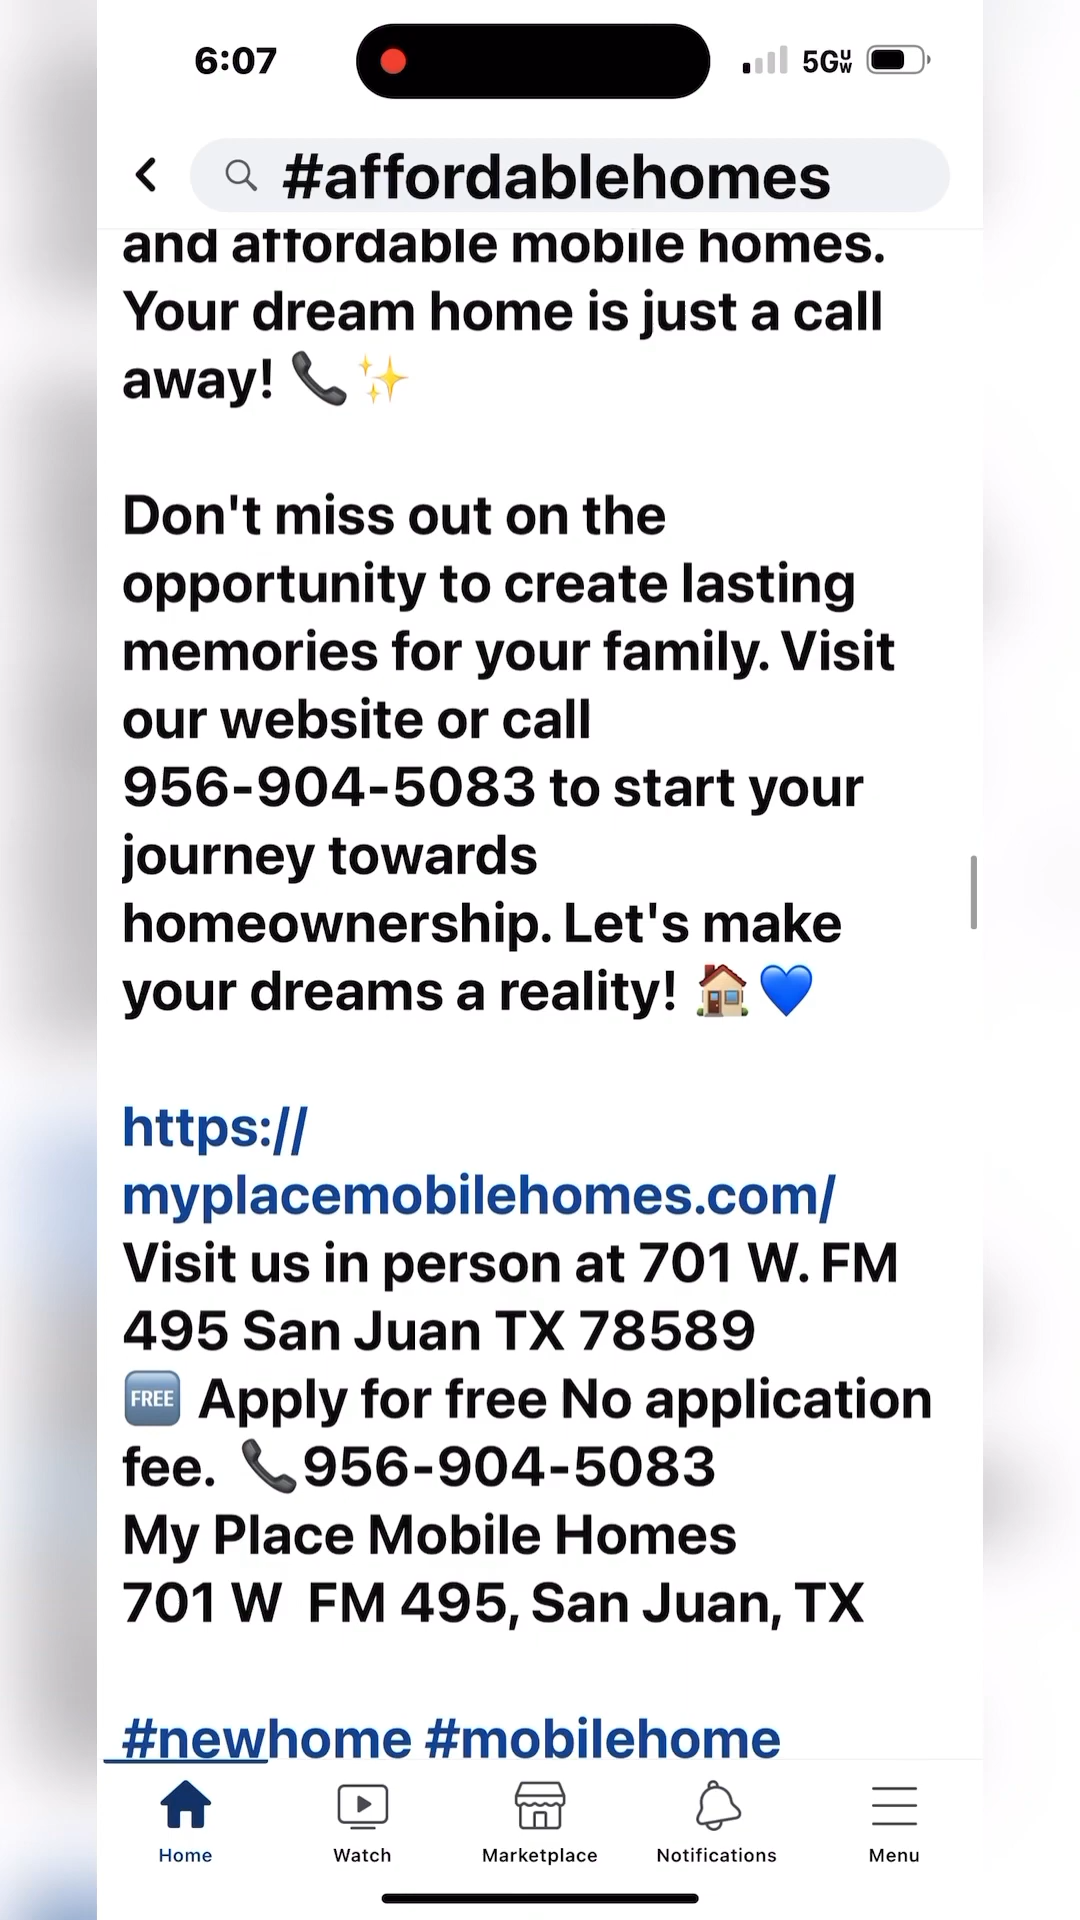 6:07
5GUW
#affordablehomes
and affordable mobile homes.
Your dream home is just a call
away! 📞✨
Don't miss out on the
opportunity to create lasting
memories for your family. Visit
our website or call
956-904-5083 to start your
journey towards
homeownership. Let's make
your dreams a reality! 🏠💙
https://
myplacemobilehomes.com/
Visit us in person at 701 W. FM
495 San Juan TX 78589
🆓 Apply for free No application
fee. 📞956-904-5083
My Place Mobile Homes
701 W  FM 495, San Juan, TX
#newhome #mobilehome
Home Watch Marketplace Notifications Menu